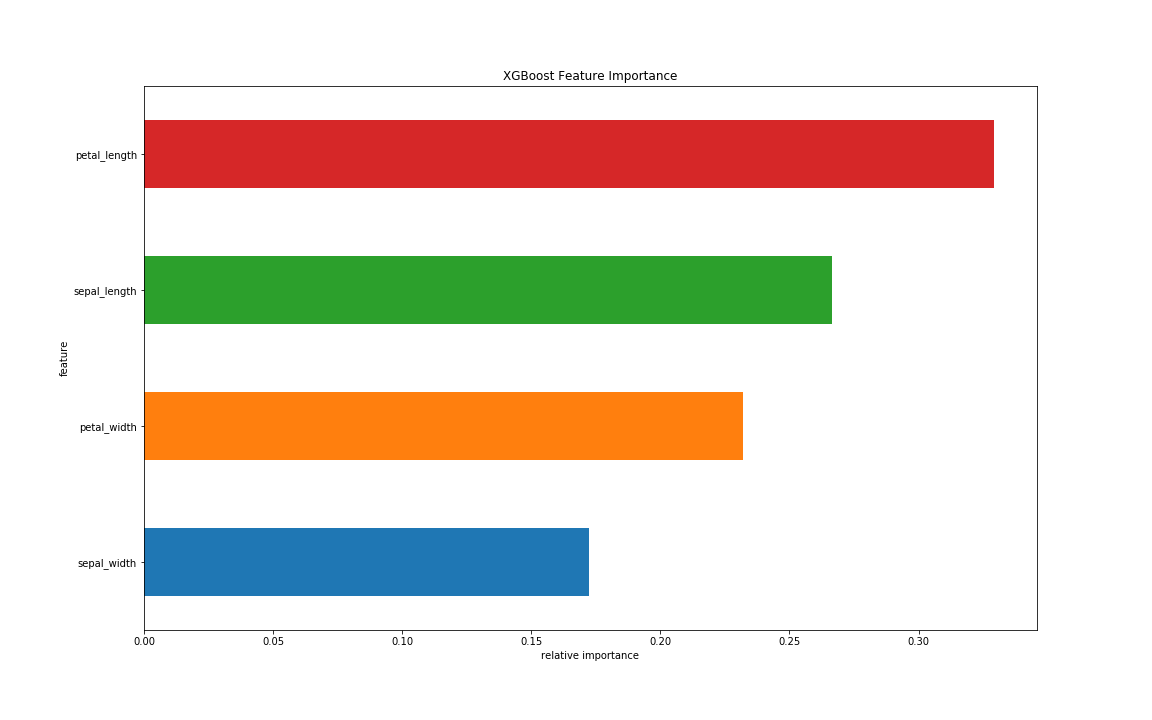 XGBoost Feature Importance
petal_length
sepal_length
petal_width
sepal_width
feature
0.00 0.05 0.10 0.15 0.20 0.25 0.30
relative importance